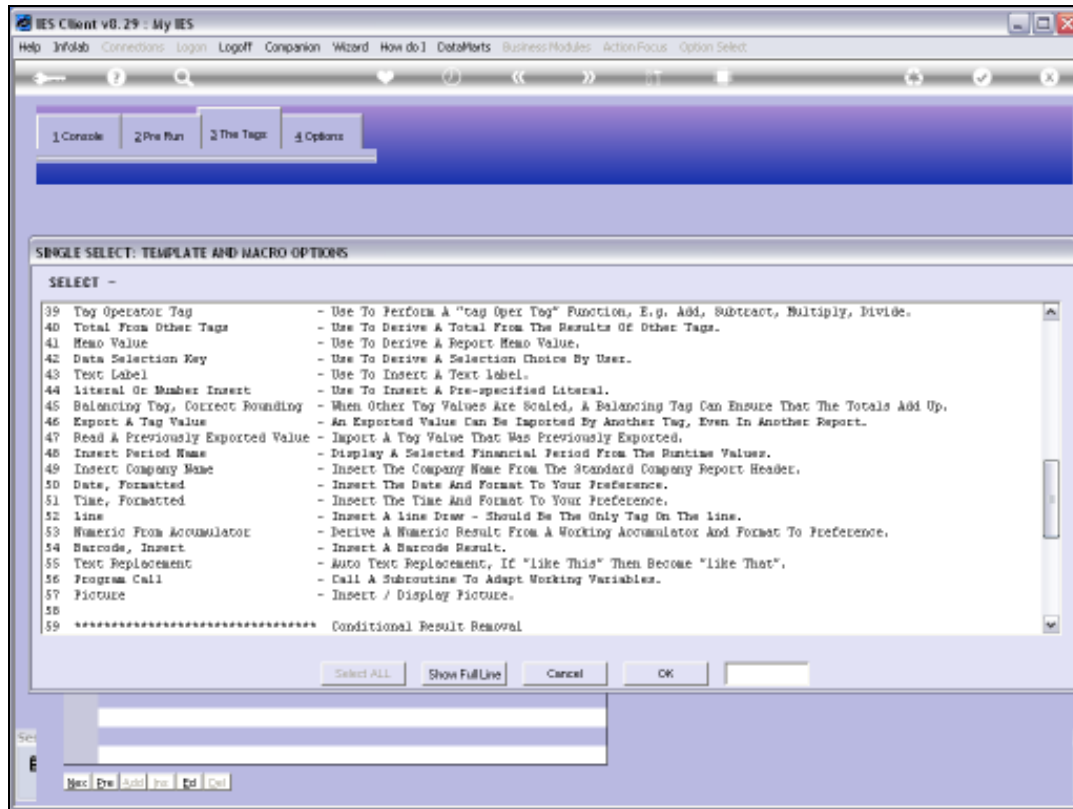 IES Client v8.29 : My IES
Help Infolab Connections Logon Logoff Companion Wizard How do I DataMarts Business Modules Action Focus Option Select
1 Console 2 Pre Run 3 The Tags 4 Options
SINGLE SELECT: TEMPLATE AND MACRO OPTIONS
SELECT -
39 Tag Operator Tag - Use To Perform A "tag Oper Tag" Function, E.g. Add, Subtract, Multiply, Divide.
40 Total From Other Tags - Use To Derive A Total From The Results Of Other Tags.
41 Memo Value - Use To Derive A Report Memo Value.
42 Data Selection Key - Use To Derive A Selection Choice By User.
43 Text Label - Use To Insert A Text Label.
44 Literal Or Number Insert - Use To Insert A Pre-specified Literal.
45 Balancing Tag, Correct Rounding - When Other Tag Values Are Scaled, A Balancing Tag Can Ensure That The Totals Add Up.
46 Export A Tag Value - An Exported Value Can Be Imported By Another Tag, Even In Another Report.
47 Read A Previously Exported Value - Import A Tag Value That Was Previously Exported.
48 Insert Period Name - Display A Selected Financial Period From The Runtime Values.
49 Insert Company Name - Insert The Company Name From The Standard Company Report Header.
50 Date, Formatted - Insert The Date And Format To Your Preference.
51 Time, Formatted - Insert The Time And Format To Your Preference.
52 Line - Insert A Line Draw - Should Be The Only Tag On The Line.
53 Numeric From Accumulator - Derive A Numeric Result From A Working Accumulator And Format To Preference.
54 Barcode, Insert - Insert A Barcode Result.
55 Text Replacement - Auto Text Replacement, If "like This" Then Become "like That".
56 Program Call - Call A Subroutine To Adapt Working Variables.
57 Picture - Insert / Display Picture.
58
59 ******************************** Conditional Result Removal
Select ALL Show Full Line Cancel OK
Nex Pre Add Ins Ed Del